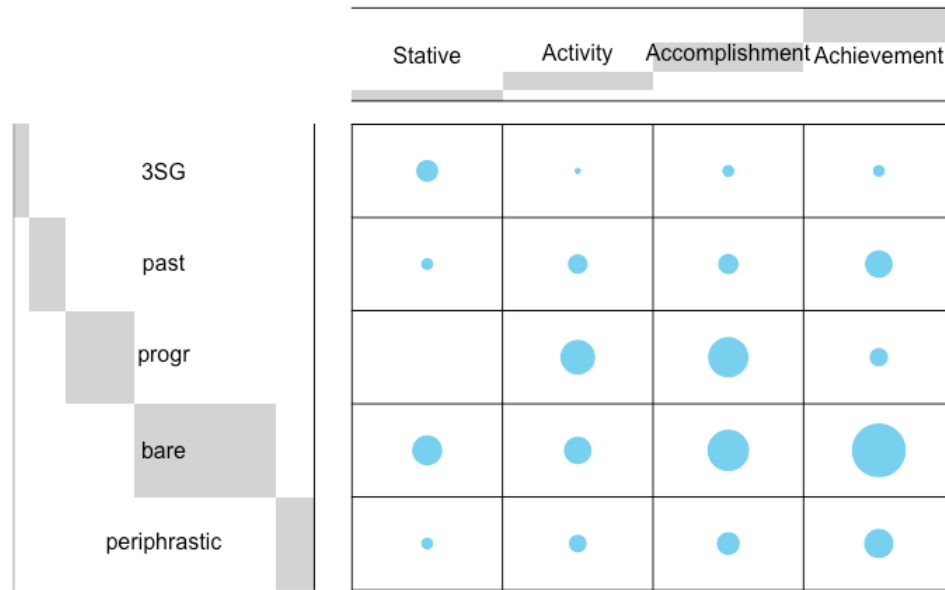 Stative Activity Accomplishment Achievement
3SG
past
progr
bare
periphrastic